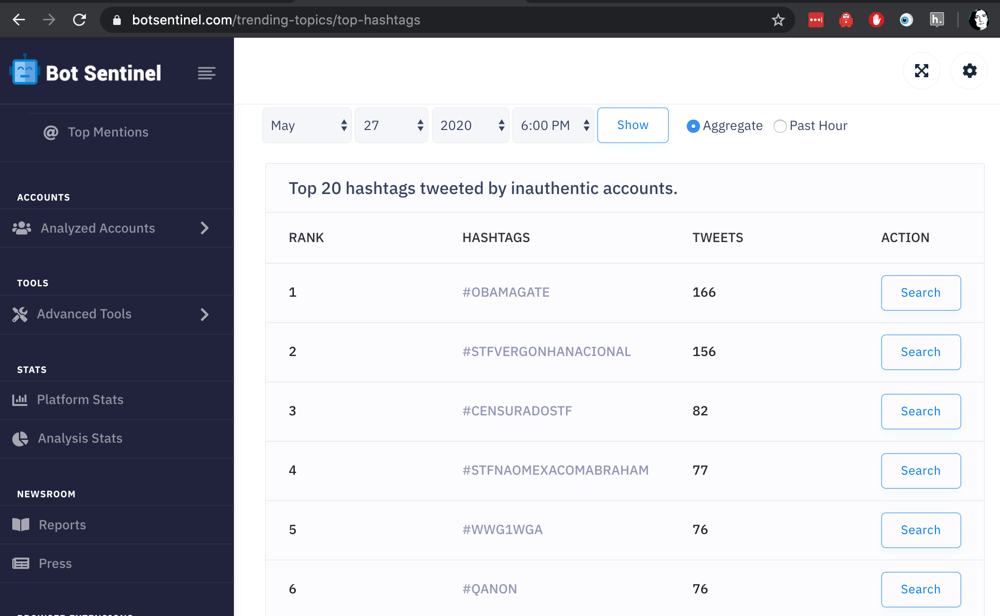 botsentinel.com/trending-topics/top-hashtags
h.
Bot Sentinel
Top Mentions
ACCOUNTS
Analyzed Accounts
TOOLS
Advanced Tools
STATS
Platform Stats
Analysis Stats
NEWSROOM
Reports
Press
BROWSER EXTENSIONS
May 27 2020 6:00 PM Show Aggregate Past Hour
Top 20 hashtags tweeted by inauthentic accounts.
RANK HASHTAGS TWEETS ACTION
1 #OBAMAGATE 166 Search
2 #STFVERGONHANACIONAL 156 Search
3 #CENSURADOSTF 82 Search
4 #STFNAOMEXACOMABRAHAM 77 Search
5 #WWG1WGA 76 Search
6 #QANON 76 Search